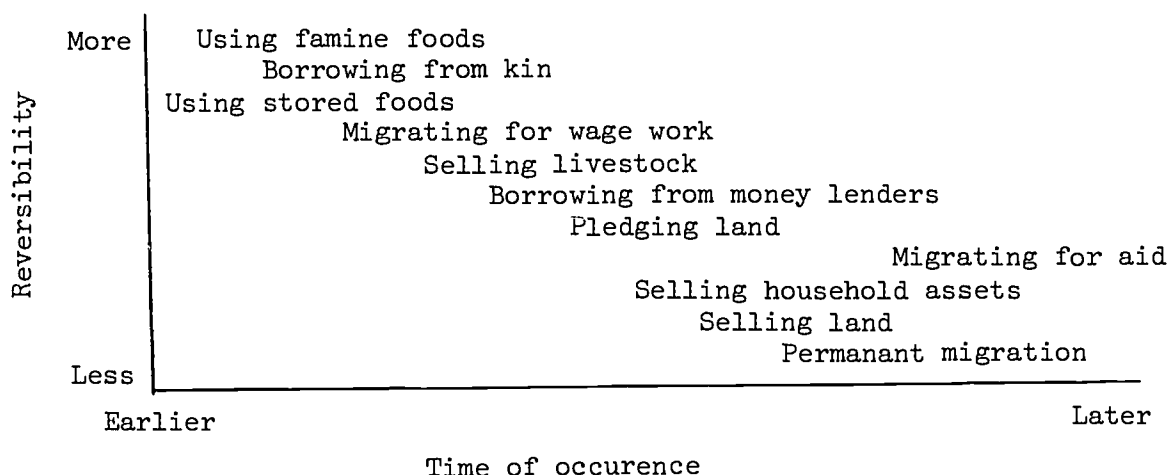 More
Using famine foods
Borrowing from kin
Using stored foods
Migrating for wage work
Selling livestock
Borrowing from money lenders
Pledging land
Migrating for aid
Selling household assets
Selling land
Permanant migration
Less
Reversibility
Earlier
Later
Time of occurence